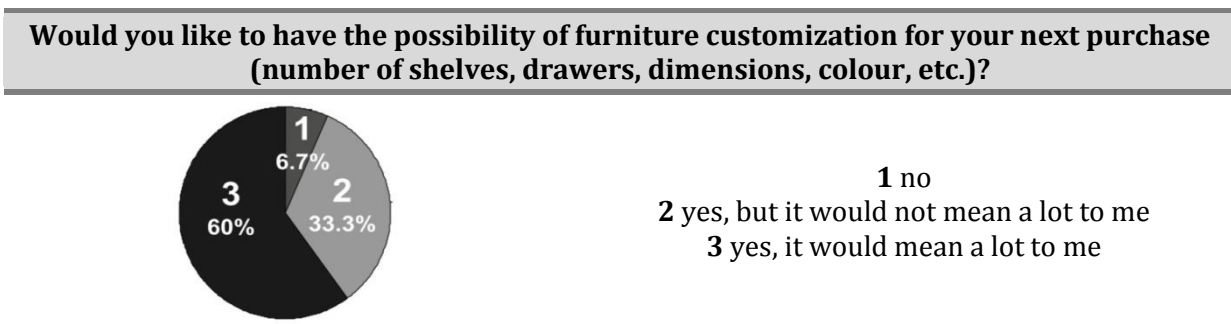 Would you like to have the possibility of furniture customization for your next purchase
(number of shelves, drawers, dimensions, colour, etc.)?
1
6.7%
2
33.3%
3
60%
1 no
2 yes, but it would not mean a lot to me
3 yes, it would mean a lot to me